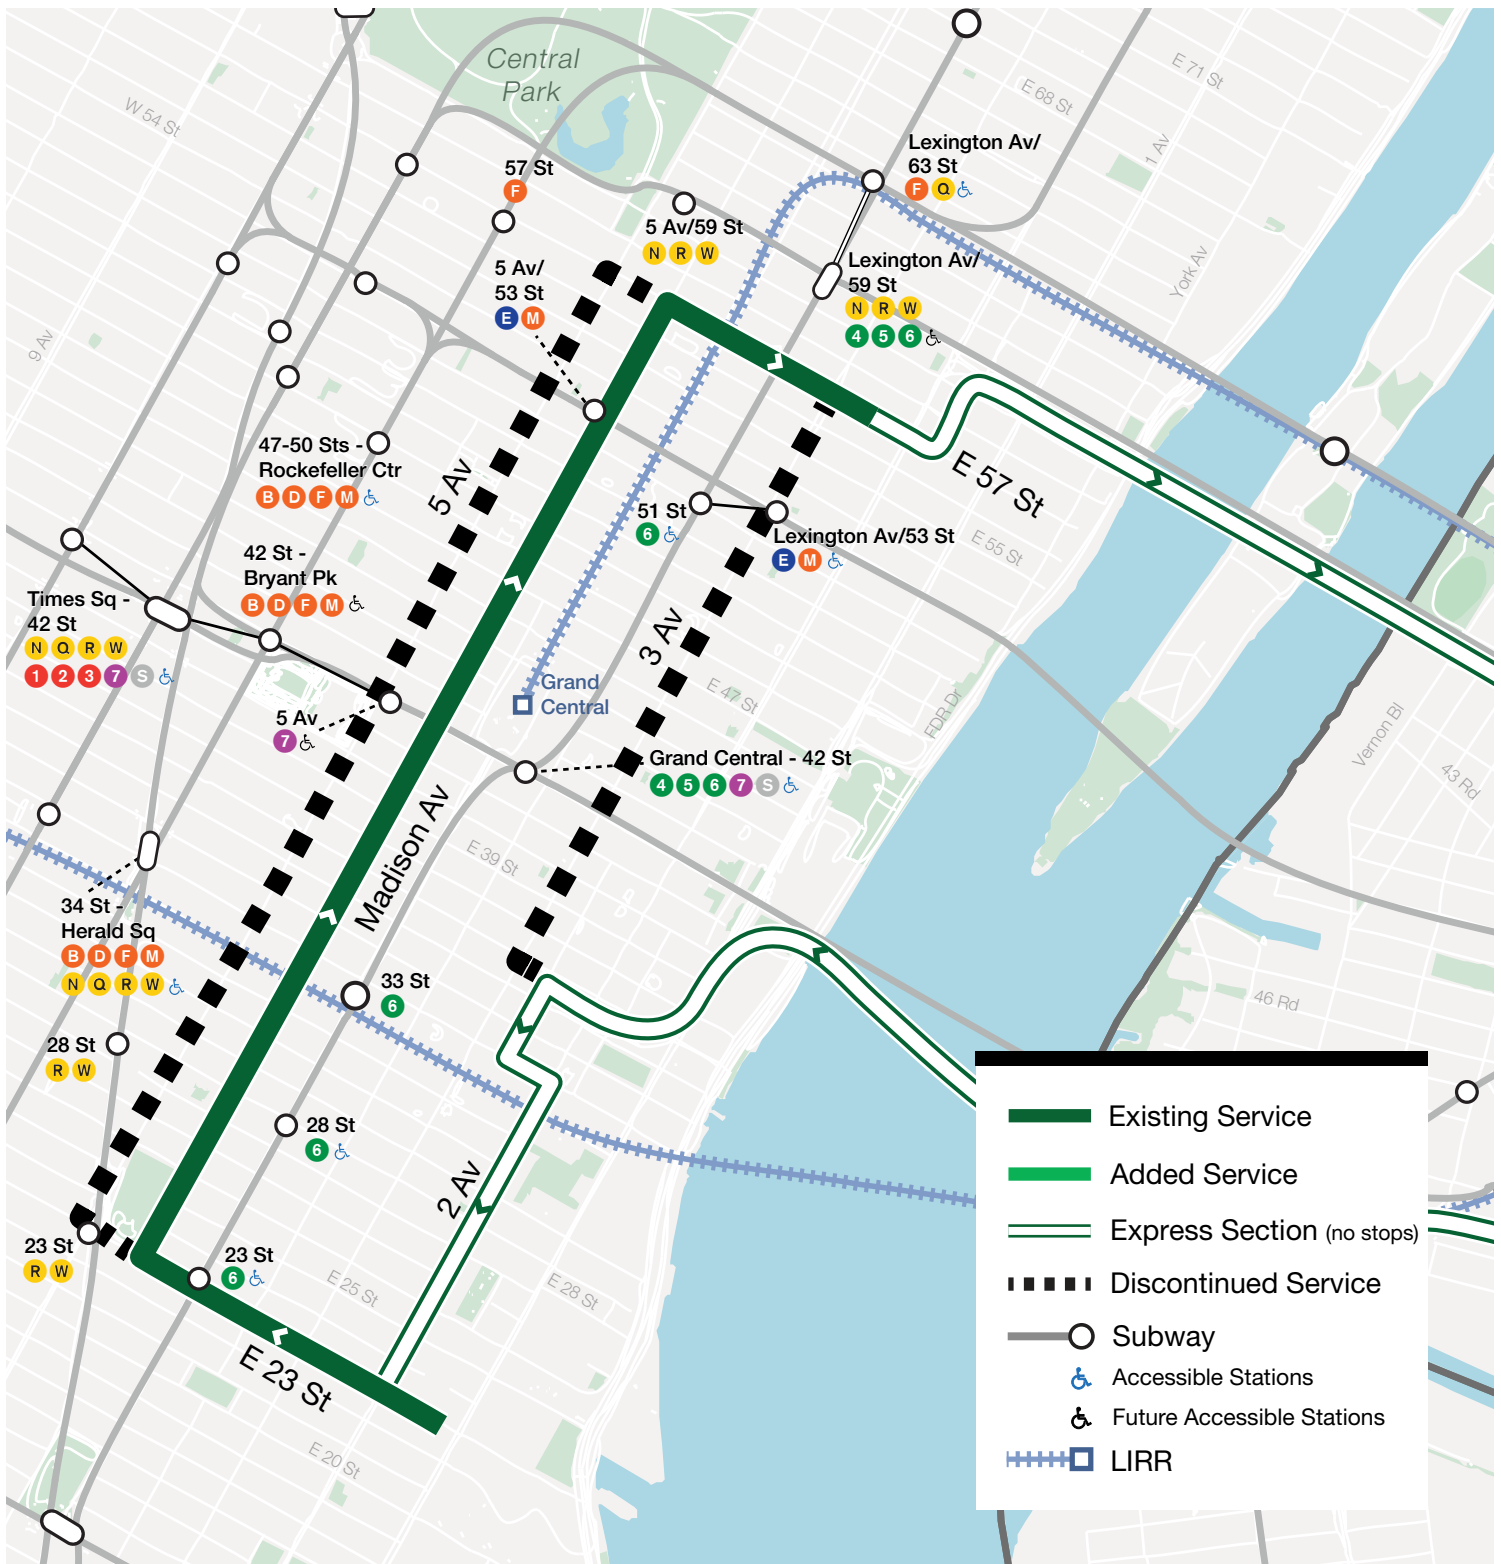 Central
Park
W 54 St
E 71 St
E 68 St
1 Av
Lexington Av/
63 St
F Q
57 St
F
5 Av/59 St
N R W
5 Av/
53 St
E M
Lexington Av/
59 St
N R W
4 5 6
York Av
9 Av
47-50 Sts -
Rockefeller Ctr
B D F M
5 Av
E 57 St
51 St
6
Lexington Av/53 St
E M
E 55 St
42 St -
Bryant Pk
B D F M
Times Sq -
42 St
N Q R W
1 2 3 7 S
3 Av
Grand
Central
E 47 St
FDR Dr
5 Av
7
Vernon Bl
43 Rd
Grand Central - 42 St
4 5 6 7 S
Madison Av
E 39 St
34 St -
Herald Sq
B D F M
N Q R W
33 St
6
46 Rd
28 St
R W
28 St
6
2 Av
23 St
R W
23 St
6
E 25 St
E 28 St
E 23 St
E 20 St
Existing Service
Added Service
Express Section (no stops)
Discontinued Service
Subway
Accessible Stations
Future Accessible Stations
LIRR